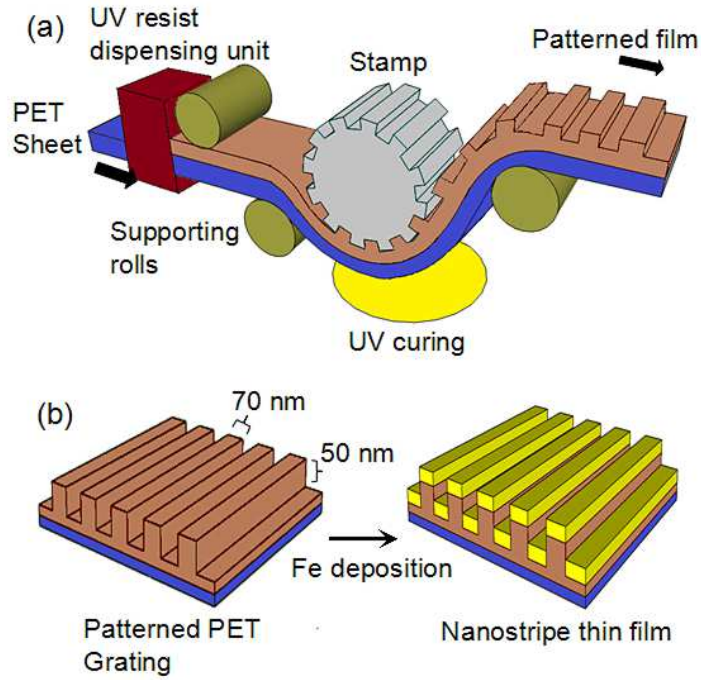 (a)
UV resist
dispensing unit
Stamp
Patterned film
PET
Sheet
Supporting
rolls
UV curing
(b)
70 nm
50 nm
Fe deposition
Patterned PET
Grating
Nanostripe thin film